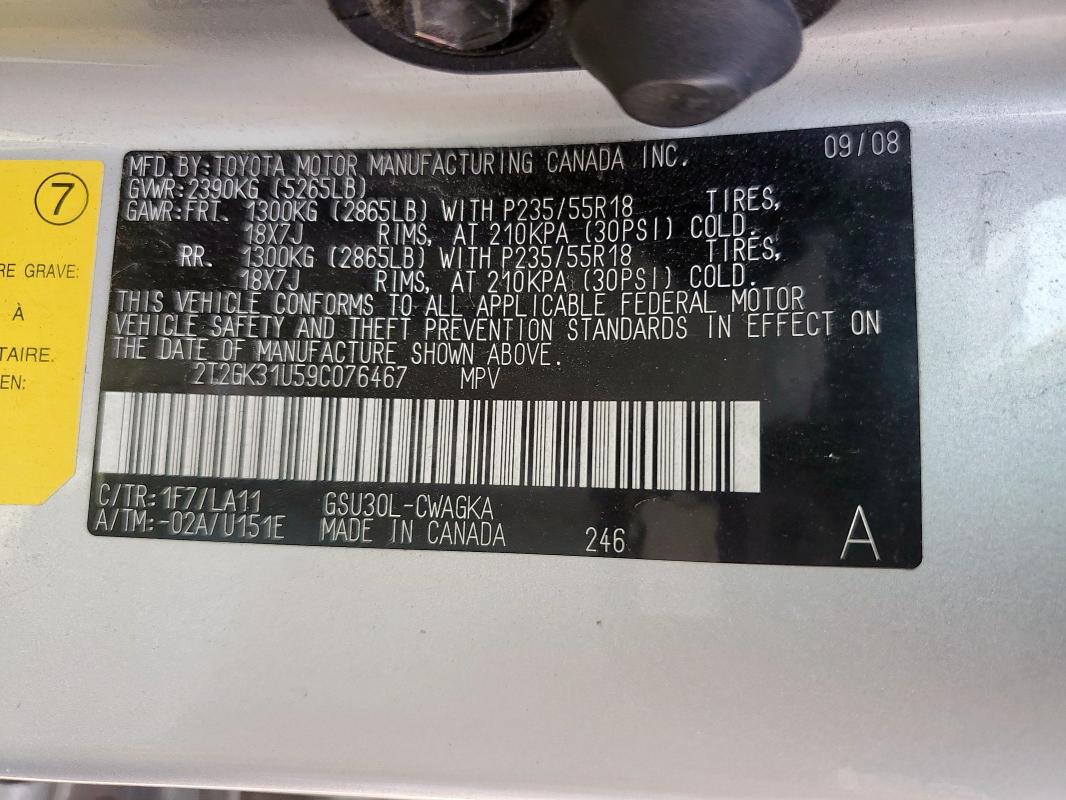 MFD. BY: TOYOTA MOTOR MANUFACTURING CANADA INC. 09/08
GVWR: 2390KG (5265LB)
GAWR: FRT. 1300KG (2865LB) WITH P235/55R18 TIRES,
18X7J RIMS, AT 210KPA (30PSI) COLD.
RR. 1300KG (2865LB) WITH P235/55R18 TIRES,
18X7J RIMS, AT 210KPA (30PSI) COLD.
THIS VEHICLE CONFORMS TO ALL APPLICABLE FEDERAL MOTOR
VEHICLE SAFETY AND THEFT PREVENTION STANDARDS IN EFFECT ON
THE DATE OF MANUFACTURE SHOWN ABOVE.
2T2GK31U59C076467 MPV
C/TR: 1F7/LA11 GSU30L-CWAGKA
A/TM: -02A/U151E MADE IN CANADA 246 A
7
RE GRAVE:
À
TAIRE.
EN: